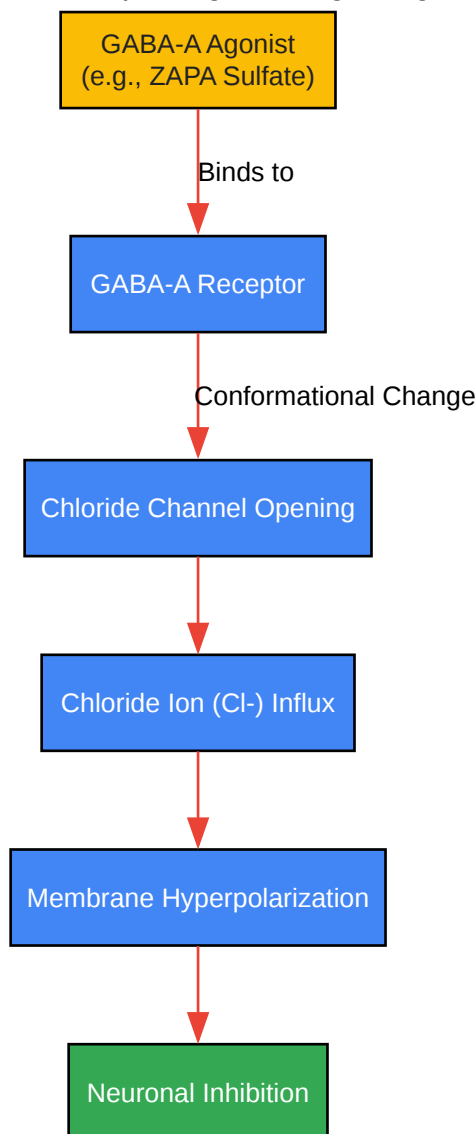 GABA-A Agonist
(e.g., ZAPA Sulfate)
Binds to
GABA-A Receptor
Conformational Change
Chloride Channel Opening
Chloride Ion (Cl-) Influx
Membrane Hyperpolarization
Neuronal Inhibition